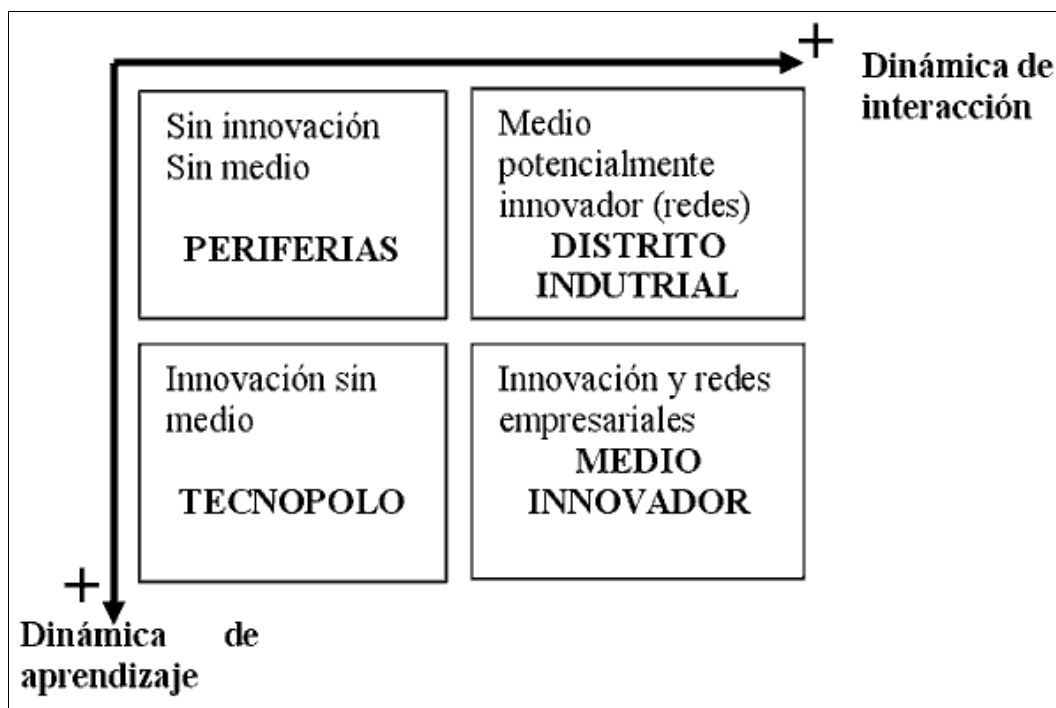 +
Dinámica de
interacción
Sin innovación
Sin medio
PERIFERIAS
Medio
potencialmente
innovador (redes)
DISTRITO
INDUTRIAL
Innovación sin
medio
TECNOPOLO
Innovación y redes
empresariales
MEDIO
INNOVADOR
+
Dinámica de
aprendizaje